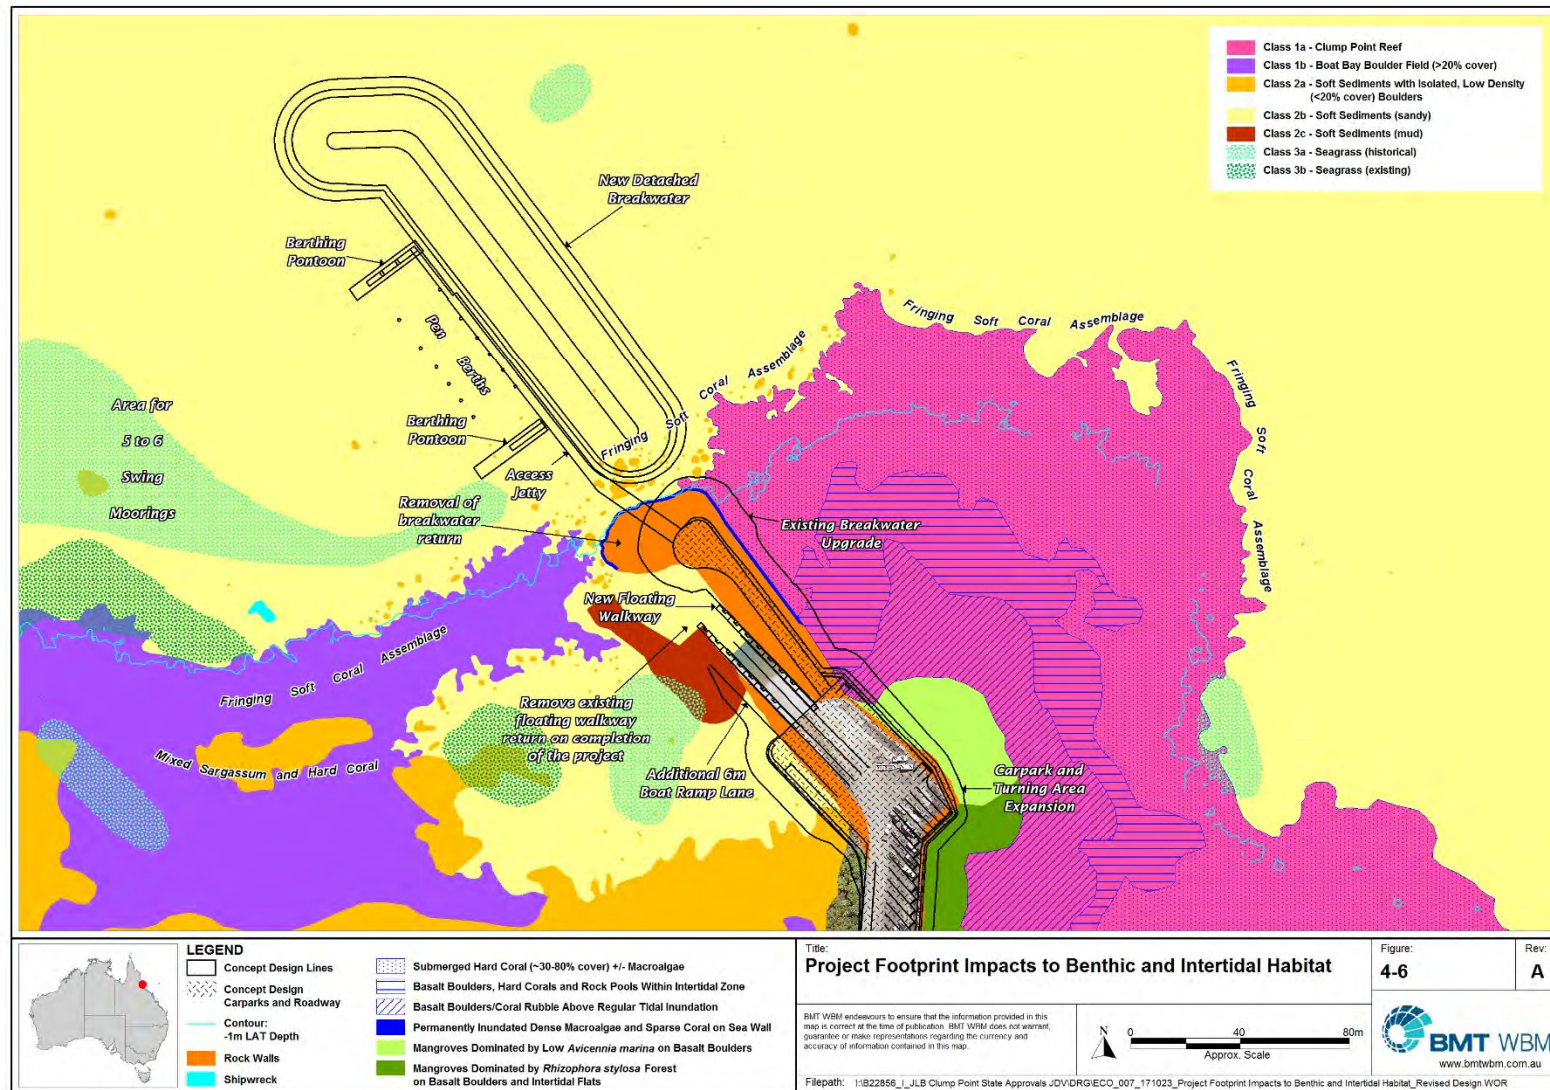 Class 1a - Clump Point Reef
Class 1b - Boat Bay Boulder Field (>20% cover)
Class 2a - Soft Sediments with Isolated, Low Density
(<20% cover) Boulders
Class 2b - Soft Sediments (sandy)
Class 2c - Soft Sediments (mud)
Class 3a - Seagrass (historical)
Class 3b - Seagrass (existing)
New Detached
Breakwater
Berthing
Pontoon
Pen Berths
Fringing Soft Coral Assemblage
Fringing Soft Coral Assemblage
Fringing Soft Coral Assemblage
Area for
5 to 6
Swing
Moorings
Berthing
Pontoon
Access
Jetty
Removal of
breakwater
return
Existing Breakwater
Upgrade
New Floating
Walkway
Fringing Soft Coral Assemblage
Mixed Sargassum and Hard Coral
Remove existing
floating walkway
return on completion
of the project
Additional 6m
Boat Ramp Lane
Carpark and
Turning Area
Expansion
LEGEND
Concept Design Lines
Concept Design
Carparks and Roadway
Contour:
-1m LAT Depth
Rock Walls
Shipwreck
Submerged Hard Coral (~30-80% cover) +/- Macroalgae
Basalt Boulders, Hard Corals and Rock Pools Within Intertidal Zone
Basalt Boulders/Coral Rubble Above Regular Tidal Inundation
Permanently Inundated Dense Macroalgae and Sparse Coral on Sea Wall
Mangroves Dominated by Low Avicennia marina on Basalt Boulders
Mangroves Dominated by Rhizophora stylosa Forest
on Basalt Boulders and Intertidal Flats
Title:
Project Footprint Impacts to Benthic and Intertidal Habitat
Figure:
4-6
Rev:
A
BMT WBM endeavours to ensure that the information provided in this
map is correct at the time of publication. BMT WBM does not warrant,
guarantee or make representations regarding the currency and
accuracy of information contained in this map.
N
0 40 80m
Approx. Scale
BMT WBM
www.bmtwbm.com.au
Filepath: I:\B22856_I_JLB Clump Point State Approvals JDV\DRG\ECO_007_171023_Project Footprint Impacts to Benthic and Intertidal Habitat_Revised Design.WOR